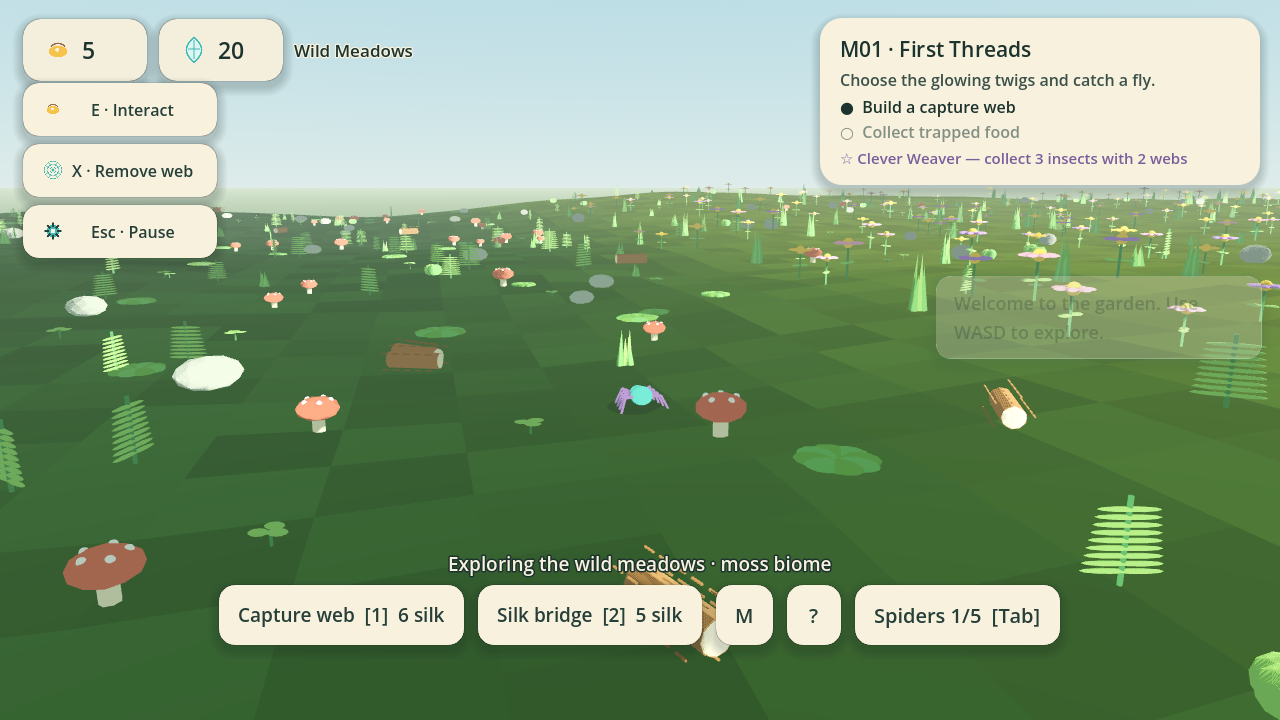 5
20
Wild Meadows
E · Interact
X · Remove web
Esc · Pause
M01 · First Threads
Choose the glowing twigs and catch a fly.
● Build a capture web
○ Collect trapped food
☆ Clever Weaver — collect 3 insects with 2 webs
Welcome to the garden. Use
WASD to explore.
Exploring the wild meadows · moss biome
Capture web [1] 6 silk
Silk bridge [2] 5 silk
M
?
Spiders 1/5 [Tab]